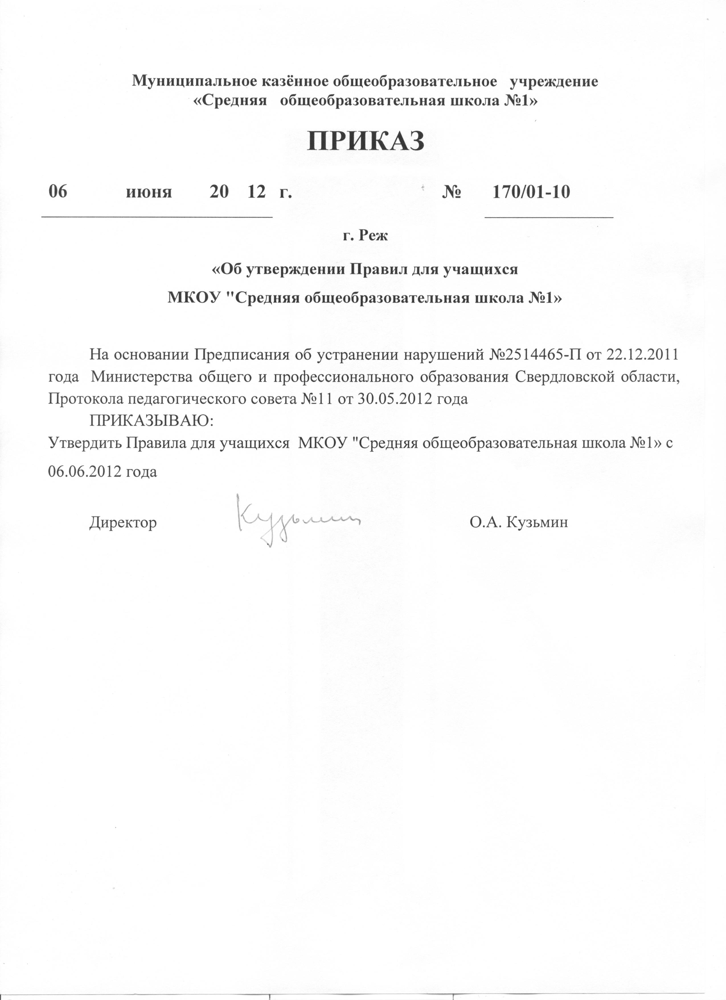 Муниципальное казённое общеобразовательное учреждение
«Средняя общеобразовательная школа №1»
ПРИКАЗ
06 июня 20 12 г. № 170/01-10
г. Реж
«Об утверждении Правил для учащихся
МКОУ "Средняя общеобразовательная школа №1»
На основании Предписания об устранении нарушений №2514465-П от 22.12.2011
года Министерства общего и профессионального образования Свердловской области,
Протокола педагогического совета №11 от 30.05.2012 года
ПРИКАЗЫВАЮ:
Утвердить Правила для учащихся МКОУ "Средняя общеобразовательная школа №1» с
06.06.2012 года
Директор Кузьмин О.А. Кузьмин